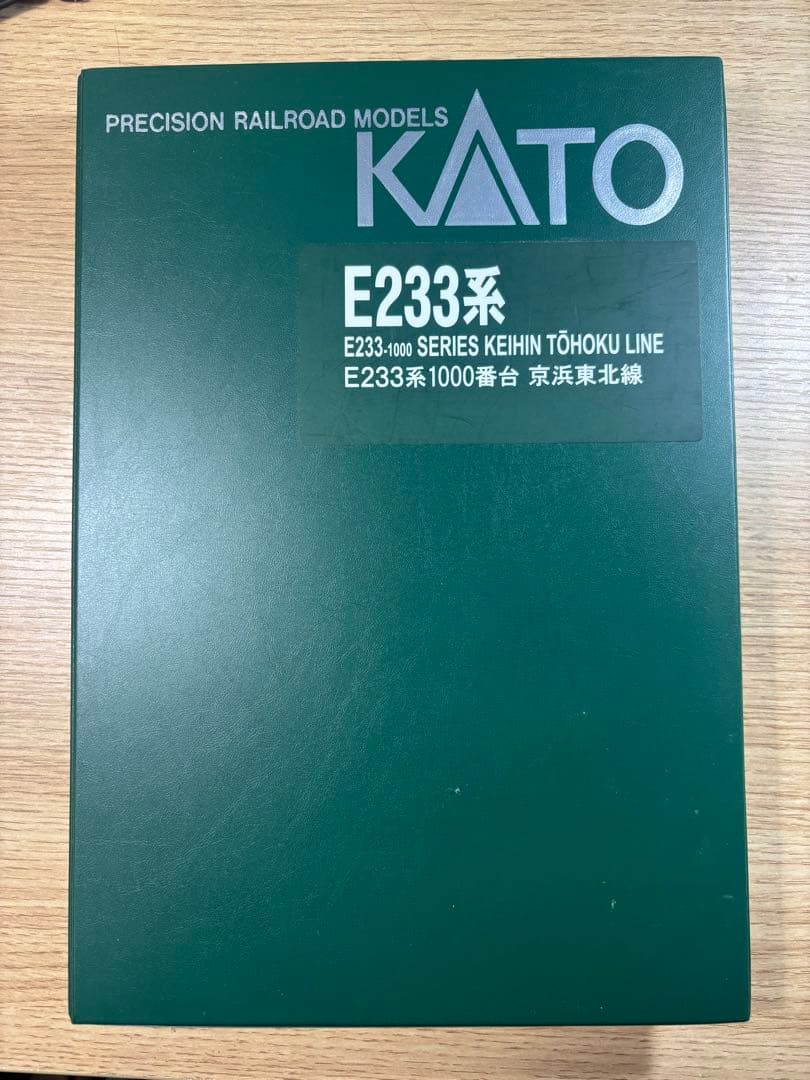 PRECISION RAILROAD MODELS
KATO
E233系
E233-1000 SERIES KEIHIN TŌHOKU LINE
E233系1000番台 京浜東北線